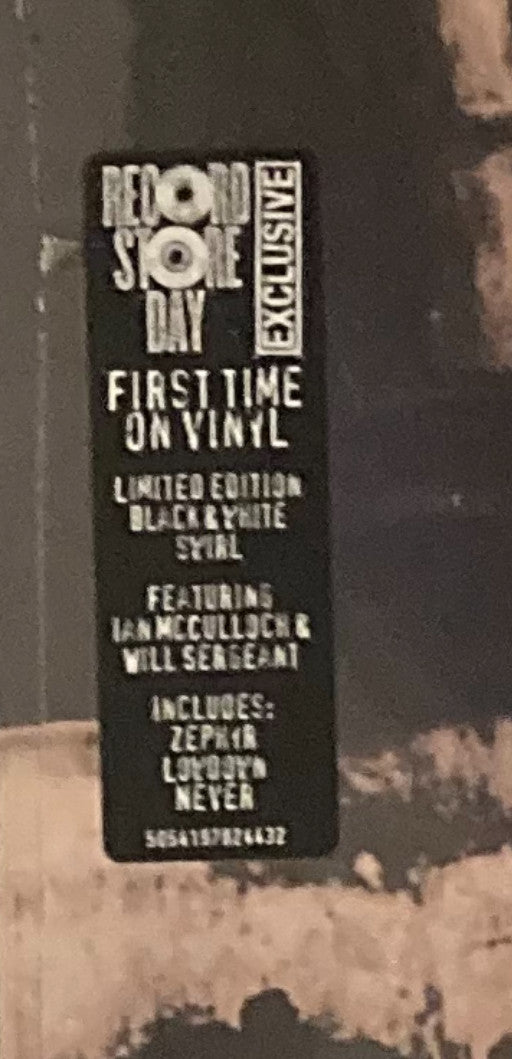 RECORD
STORE
DAY
EXCLUSIVE
FIRST TIME
ON VINYL
LIMITED EDITION
BLACK & WHITE
SWIRL
FEATURING
IAN MCCULLOCH &
WILL SERGEANT
INCLUDES:
ZEPHYR
LOWDOWN
NEVER
5054197824432